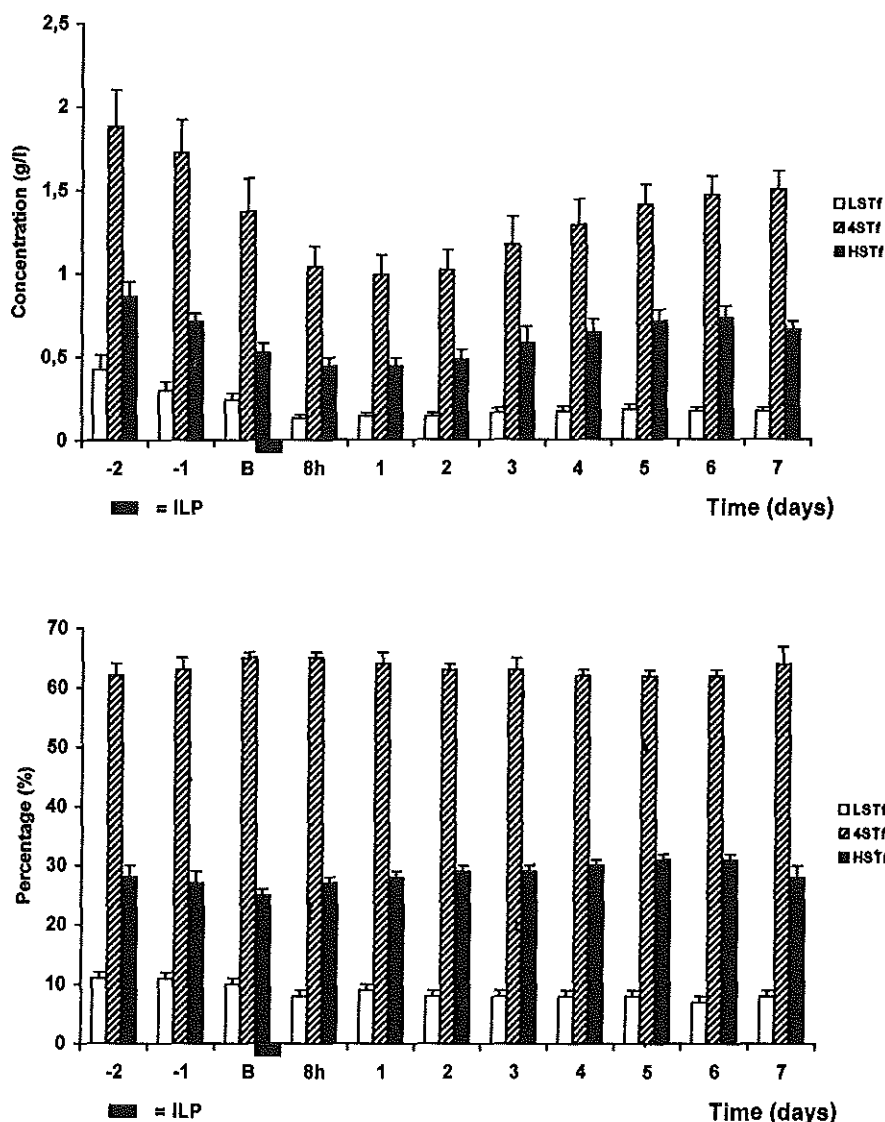 2,5
2
1,5
1
0,5
0
Concentration (g/l)
LSTf
4STf
HSTf
-2 -1 B 8h 1 2 3 4 5 6 7
= ILP
Time (days)
70
60
50
40
30
20
10
0
Percentage (%)
LSTf
4STf
HSTf
-2 -1 B 8h 1 2 3 4 5 6 7
= ILP
Time (days)